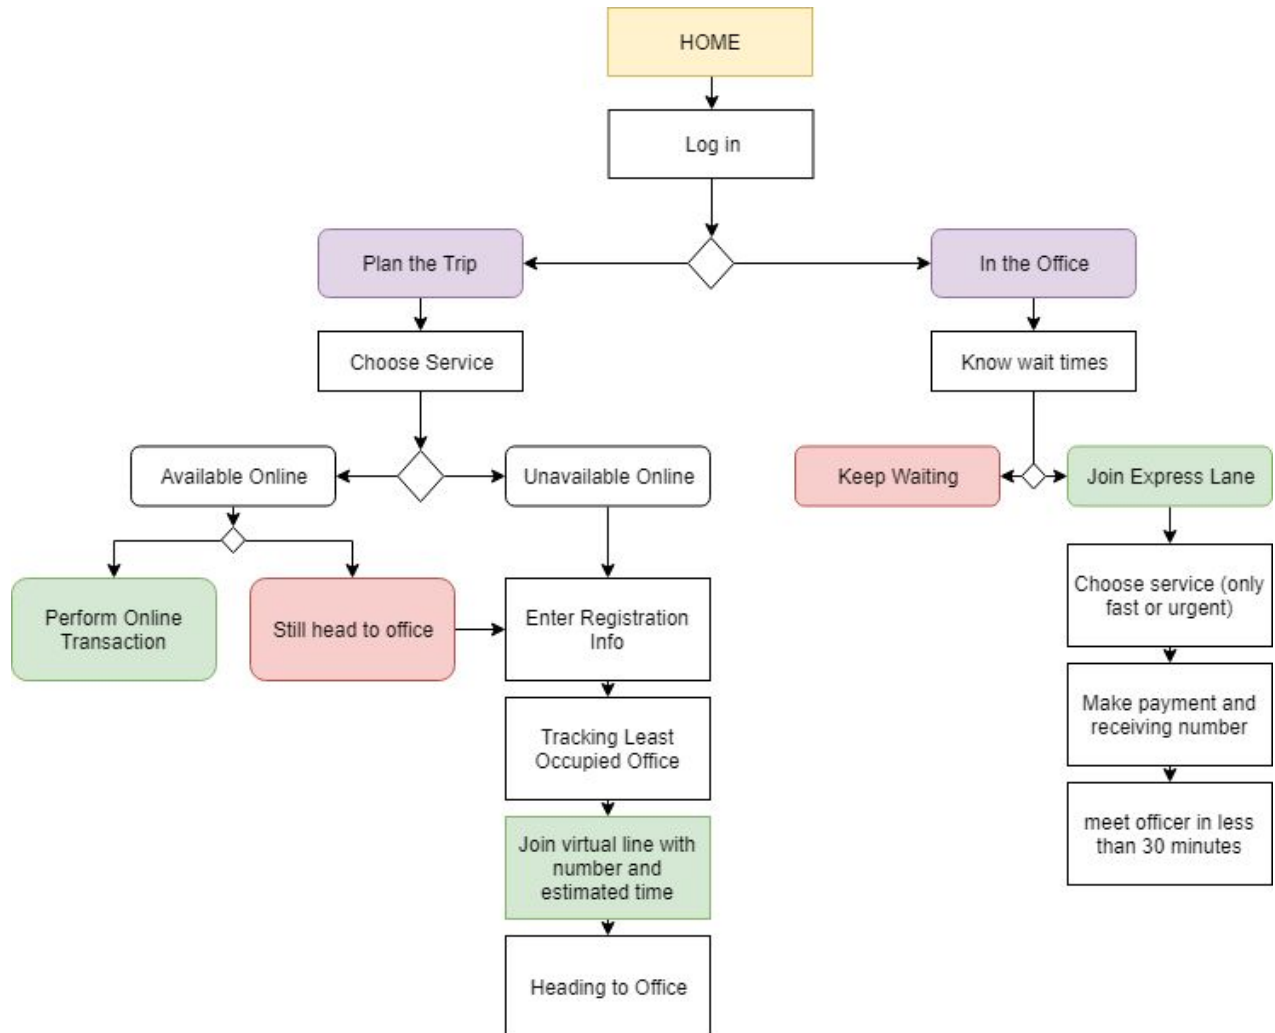 HOME
Log in
Plan the Trip
In the Office
Choose Service
Know wait times
Available Online
Unavailable Online
Keep Waiting
Join Express Lane
Perform Online
Transaction
Still head to office
Enter Registration
Info
Choose service (only
fast or urgent)
Tracking Least
Occupied Office
Make payment and
receiving number
Join virtual line with
number and
estimated time
meet officer in less
than 30 minutes
Heading to Office